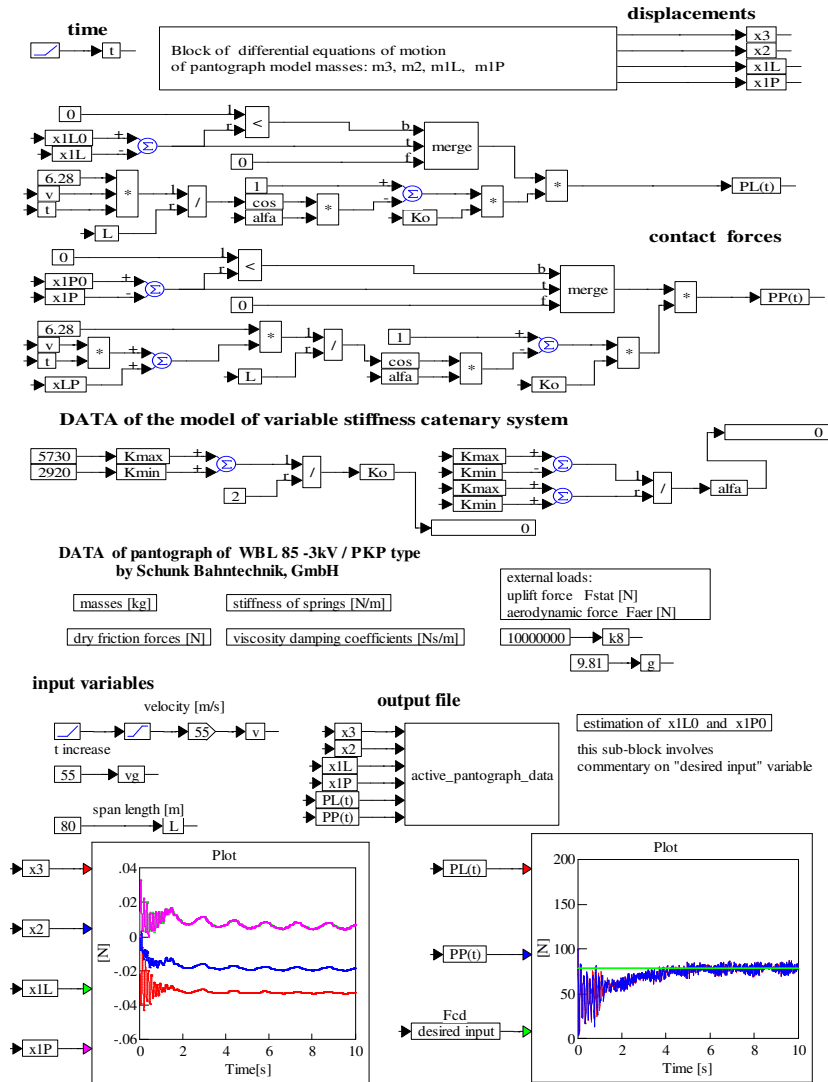 time
displacements
t
Block of differential equations of motion
of pantograph model masses: m3, m2, m1L, m1P
x3
x2
x1L
x1P
0
l
r
<
x1L0
+
x1L
-
Σ
b
t
f
merge
0
6.28
v
t
*
l
r
/
L
1
cos
alfa
*
+
-
Σ
Ko
*
*
PL(t)
contact forces
0
l
r
<
x1P0
+
x1P
-
Σ
b
t
f
merge
0
*
PP(t)
6.28
v
t
*
*
xLP
+
+
Σ
l
r
/
L
1
cos
alfa
*
+
-
Σ
Ko
*
DATA of the model of variable stiffness catenary system
5730
2920
Kmax
Kmin
+
+
Σ
l
r
/
2
Ko
0
Kmax
Kmin
Kmax
Kmin
+
-
+
+
Σ
Σ
l
r
/
alfa
0
DATA of pantograph of WBL 85 -3kV / PKP type
by Schunk Bahntechnik, GmbH
masses [kg]
stiffness of springs [N/m]
dry friction forces [N]
viscosity damping coefficients [Ns/m]
external loads:
uplift force Fstat [N]
aerodynamic force Faer [N]
10000000
k8
9.81
g
input variables
velocity [m/s]
55
v
t increase
55
vg
span length [m]
80
L
output file
x3
x2
x1L
x1P
PL(t)
PP(t)
active_pantograph_data
estimation of x1L0 and x1P0
this sub-block involves
commentary on "desired input" variable
x3
x2
x1L
x1P
Plot
[N]
.04
.02
0
-.02
-.04
-.06
0
2
4
6
8
10
Time[s]
PL(t)
PP(t)
Fcd
desired input
Plot
[N]
200
150
100
50
0
0
2
4
6
8
10
Time [s]